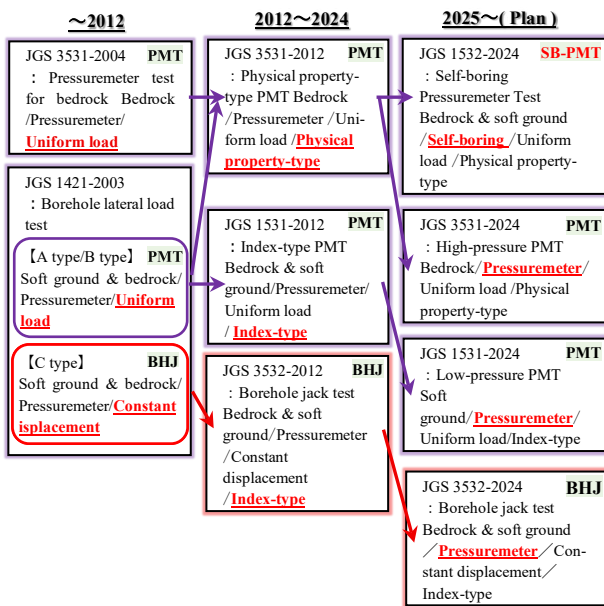 ~2012
JGS 3531-2004 PMT
: Pressuremeter test
for bedrock Bedrock
/Pressuremeter/
Uniform load
JGS 1421-2003
: Borehole lateral load
test
【A type/B type】 PMT
Soft ground & bedrock/
Pressuremeter/Uniform
load
【C type】 BHJ
Soft ground & bedrock/
Pressuremeter/Constant
isplacement
2012~2024
JGS 3531-2012 PMT
: Physical property-
type PMT Bedrock
/Pressuremeter /Uni-
form load /Physical
property-type
JGS 1531-2012 PMT
: Index-type PMT
Bedrock & soft
ground/Pressuremeter/
Uniform load
/ Index-type
JGS 3532-2012 BHJ
: Borehole jack test
Bedrock & soft
ground/Pressuremeter
/Constant
displacement
/Index-type
2025~( Plan )
JGS 1532-2024 SB-PMT
: Self-boring
Pressuremeter Test
Bedrock & soft ground
/Self-boring /Uniform
load /Physical property-
type
JGS 3531-2024 PMT
: High-pressure PMT
Bedrock/Pressuremeter/
Uniform load /Physical
property-type
JGS 1531-2024 PMT
: Low-pressure PMT
Soft
ground/Pressuremeter/
Uniform load/Index-type
JGS 3532-2024 BHJ
: Borehole jack test
Bedrock & soft ground
/Pressuremeter/Con-
stant displacement/
Index-type